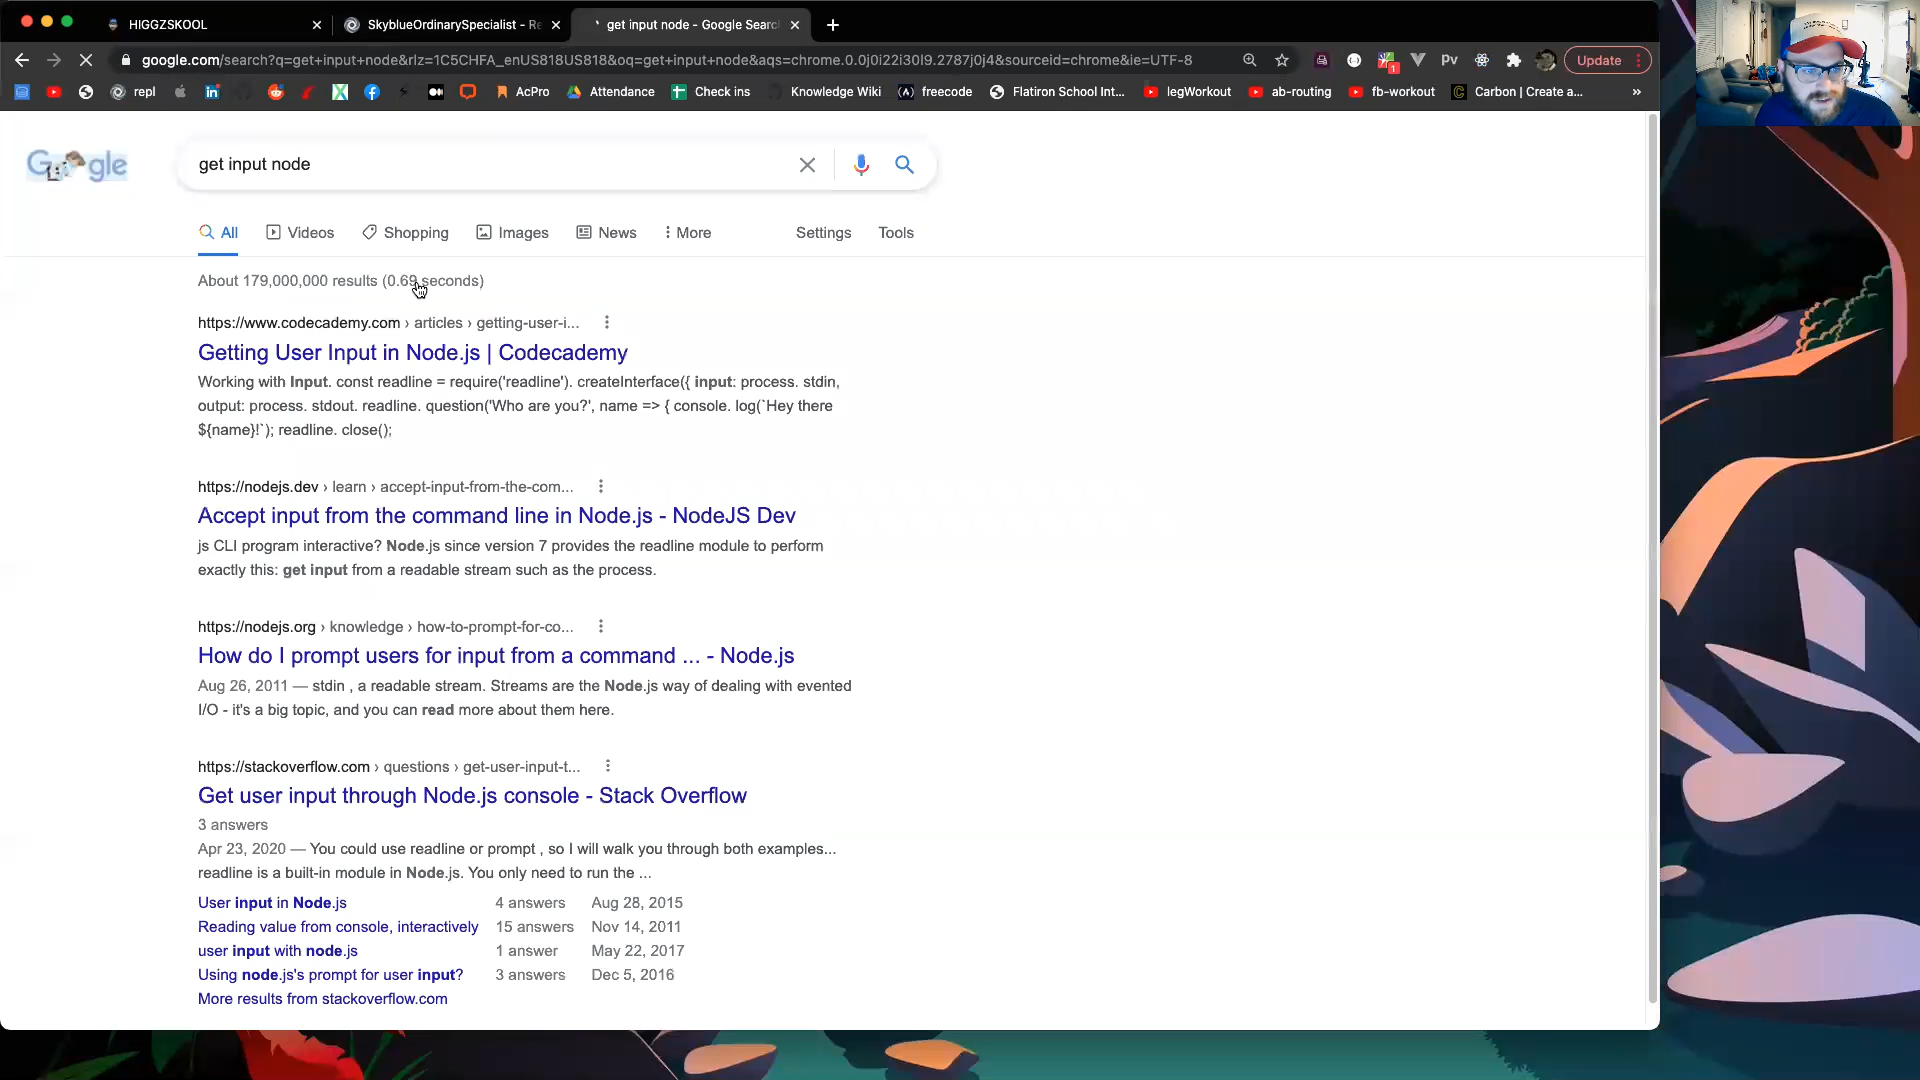 HIGGZSKOOL
SkyblueOrdinarySpecialist - Re
get input node - Google Search
google.com/search?q=get+input+node&rlz=1C5CHFA_enUS818US818&oq=get+input+node&aqs=chrome.0.0j0i22i30l9.2787j0j4&sourceid=chrome&ie=UTF-8
1
Pv
Update
repl
AcPro
Attendance
Check ins
Knowledge Wiki
freecode
Flatiron School Int...
legWorkout
ab-routing
fb-workout
Carbon | Create a...
»
Google
get input node
All
Videos
Shopping
Images
News
More
Settings
Tools
About 179,000,000 results (0.69 seconds)
https://www.codecademy.com › articles › getting-user-i...
Getting User Input in Node.js | Codecademy
Working with Input. const readline = require('readline'). createInterface({ input: process. stdin,
output: process. stdout. readline. question('Who are you?', name => { console. log(`Hey there
${name}!`); readline. close();
https://nodejs.dev › learn › accept-input-from-the-com...
Accept input from the command line in Node.js - NodeJS Dev
js CLI program interactive? Node.js since version 7 provides the readline module to perform
exactly this: get input from a readable stream such as the process.
https://nodejs.org › knowledge › how-to-prompt-for-co...
How do I prompt users for input from a command ... - Node.js
Aug 26, 2011 — stdin , a readable stream. Streams are the Node.js way of dealing with evented
I/O - it's a big topic, and you can read more about them here.
https://stackoverflow.com › questions › get-user-input-t...
Get user input through Node.js console - Stack Overflow
3 answers
Apr 23, 2020 — You could use readline or prompt , so I will walk you through both examples...
readline is a built-in module in Node.js. You only need to run the ...
User input in Node.js 4 answers Aug 28, 2015
Reading value from console, interactively 15 answers Nov 14, 2011
user input with node.js 1 answer May 22, 2017
Using node.js's prompt for user input? 3 answers Dec 5, 2016
More results from stackoverflow.com